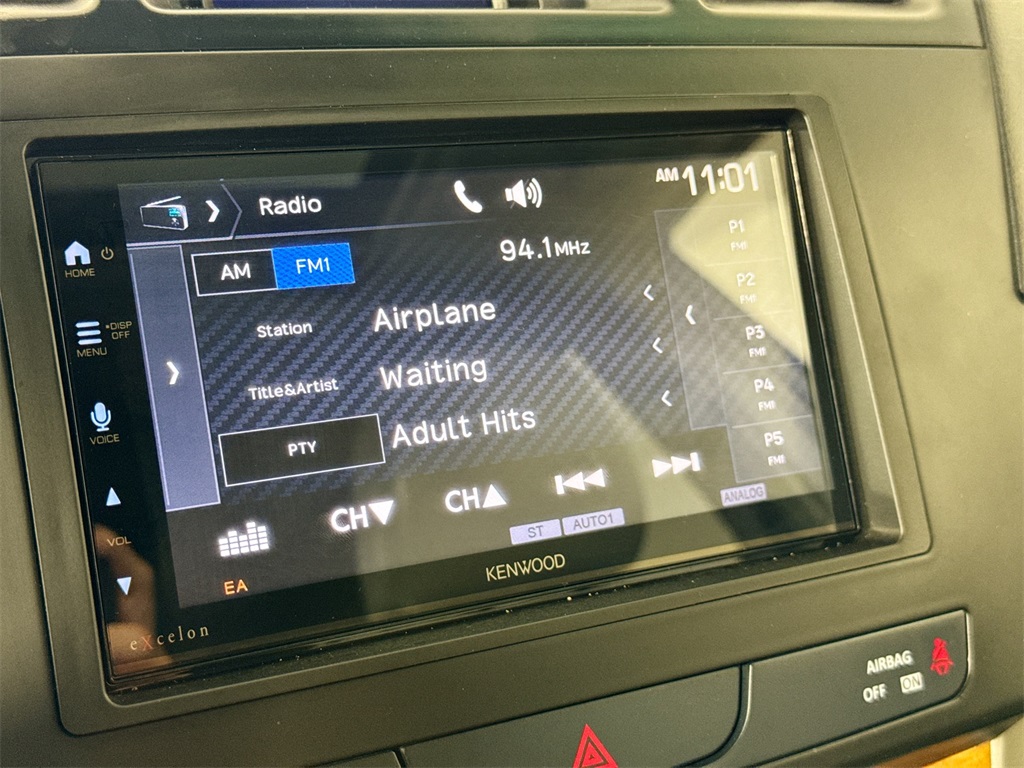 Radio
AM 11:01
HOME
AM
FM1
94.1MHz
P1
FM1
P2
FM1
P3
FM1
P4
FM1
P5
FM1
•DISP
OFF
MENU
Station
Airplane
Title&Artist
Waiting
PTY
Adult Hits
VOICE
VOL
CH▼
CH▲
ST
AUTO1
ANALOG
EA
KENWOOD
eXcelon
AIRBAG
OFF ON